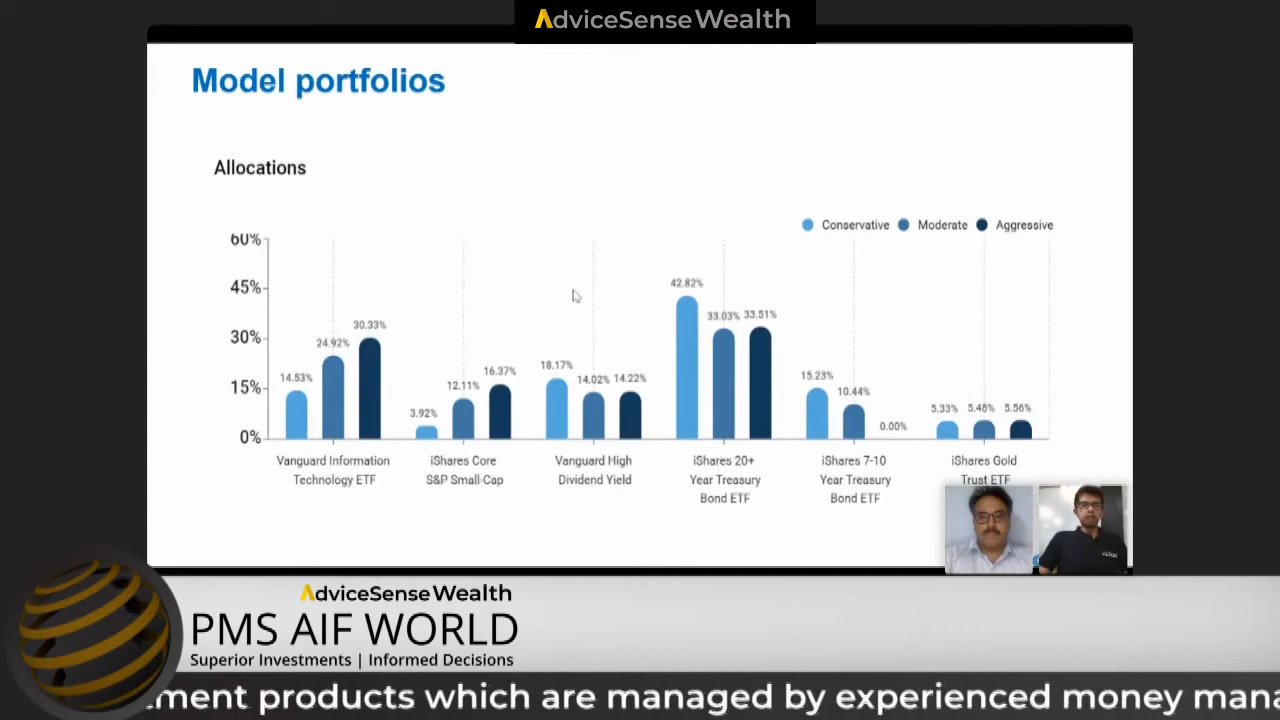 AdviceSense Wealth
Model portfolios
Allocations
Conservative Moderate Aggressive
60%
45%
30%
15%
0%
14.53% 24.92% 30.33%
3.92% 12.11% 16.37%
18.17% 14.02% 14.22%
42.82% 33.03% 33.51%
15.23% 10.44% 0.00%
5.33% 5.48% 5.56%
Vanguard Information
Technology ETF
iShares Core
S&P Small-Cap
Vanguard High
Dividend Yield
iShares 20+
Year Treasury
Bond ETF
iShares 7-10
Year Treasury
Bond ETF
iShares Gold
Trust ETF
AdviceSense Wealth
PMS AIF WORLD
Superior Investments | Informed Decisions
products which are managed by experienced money